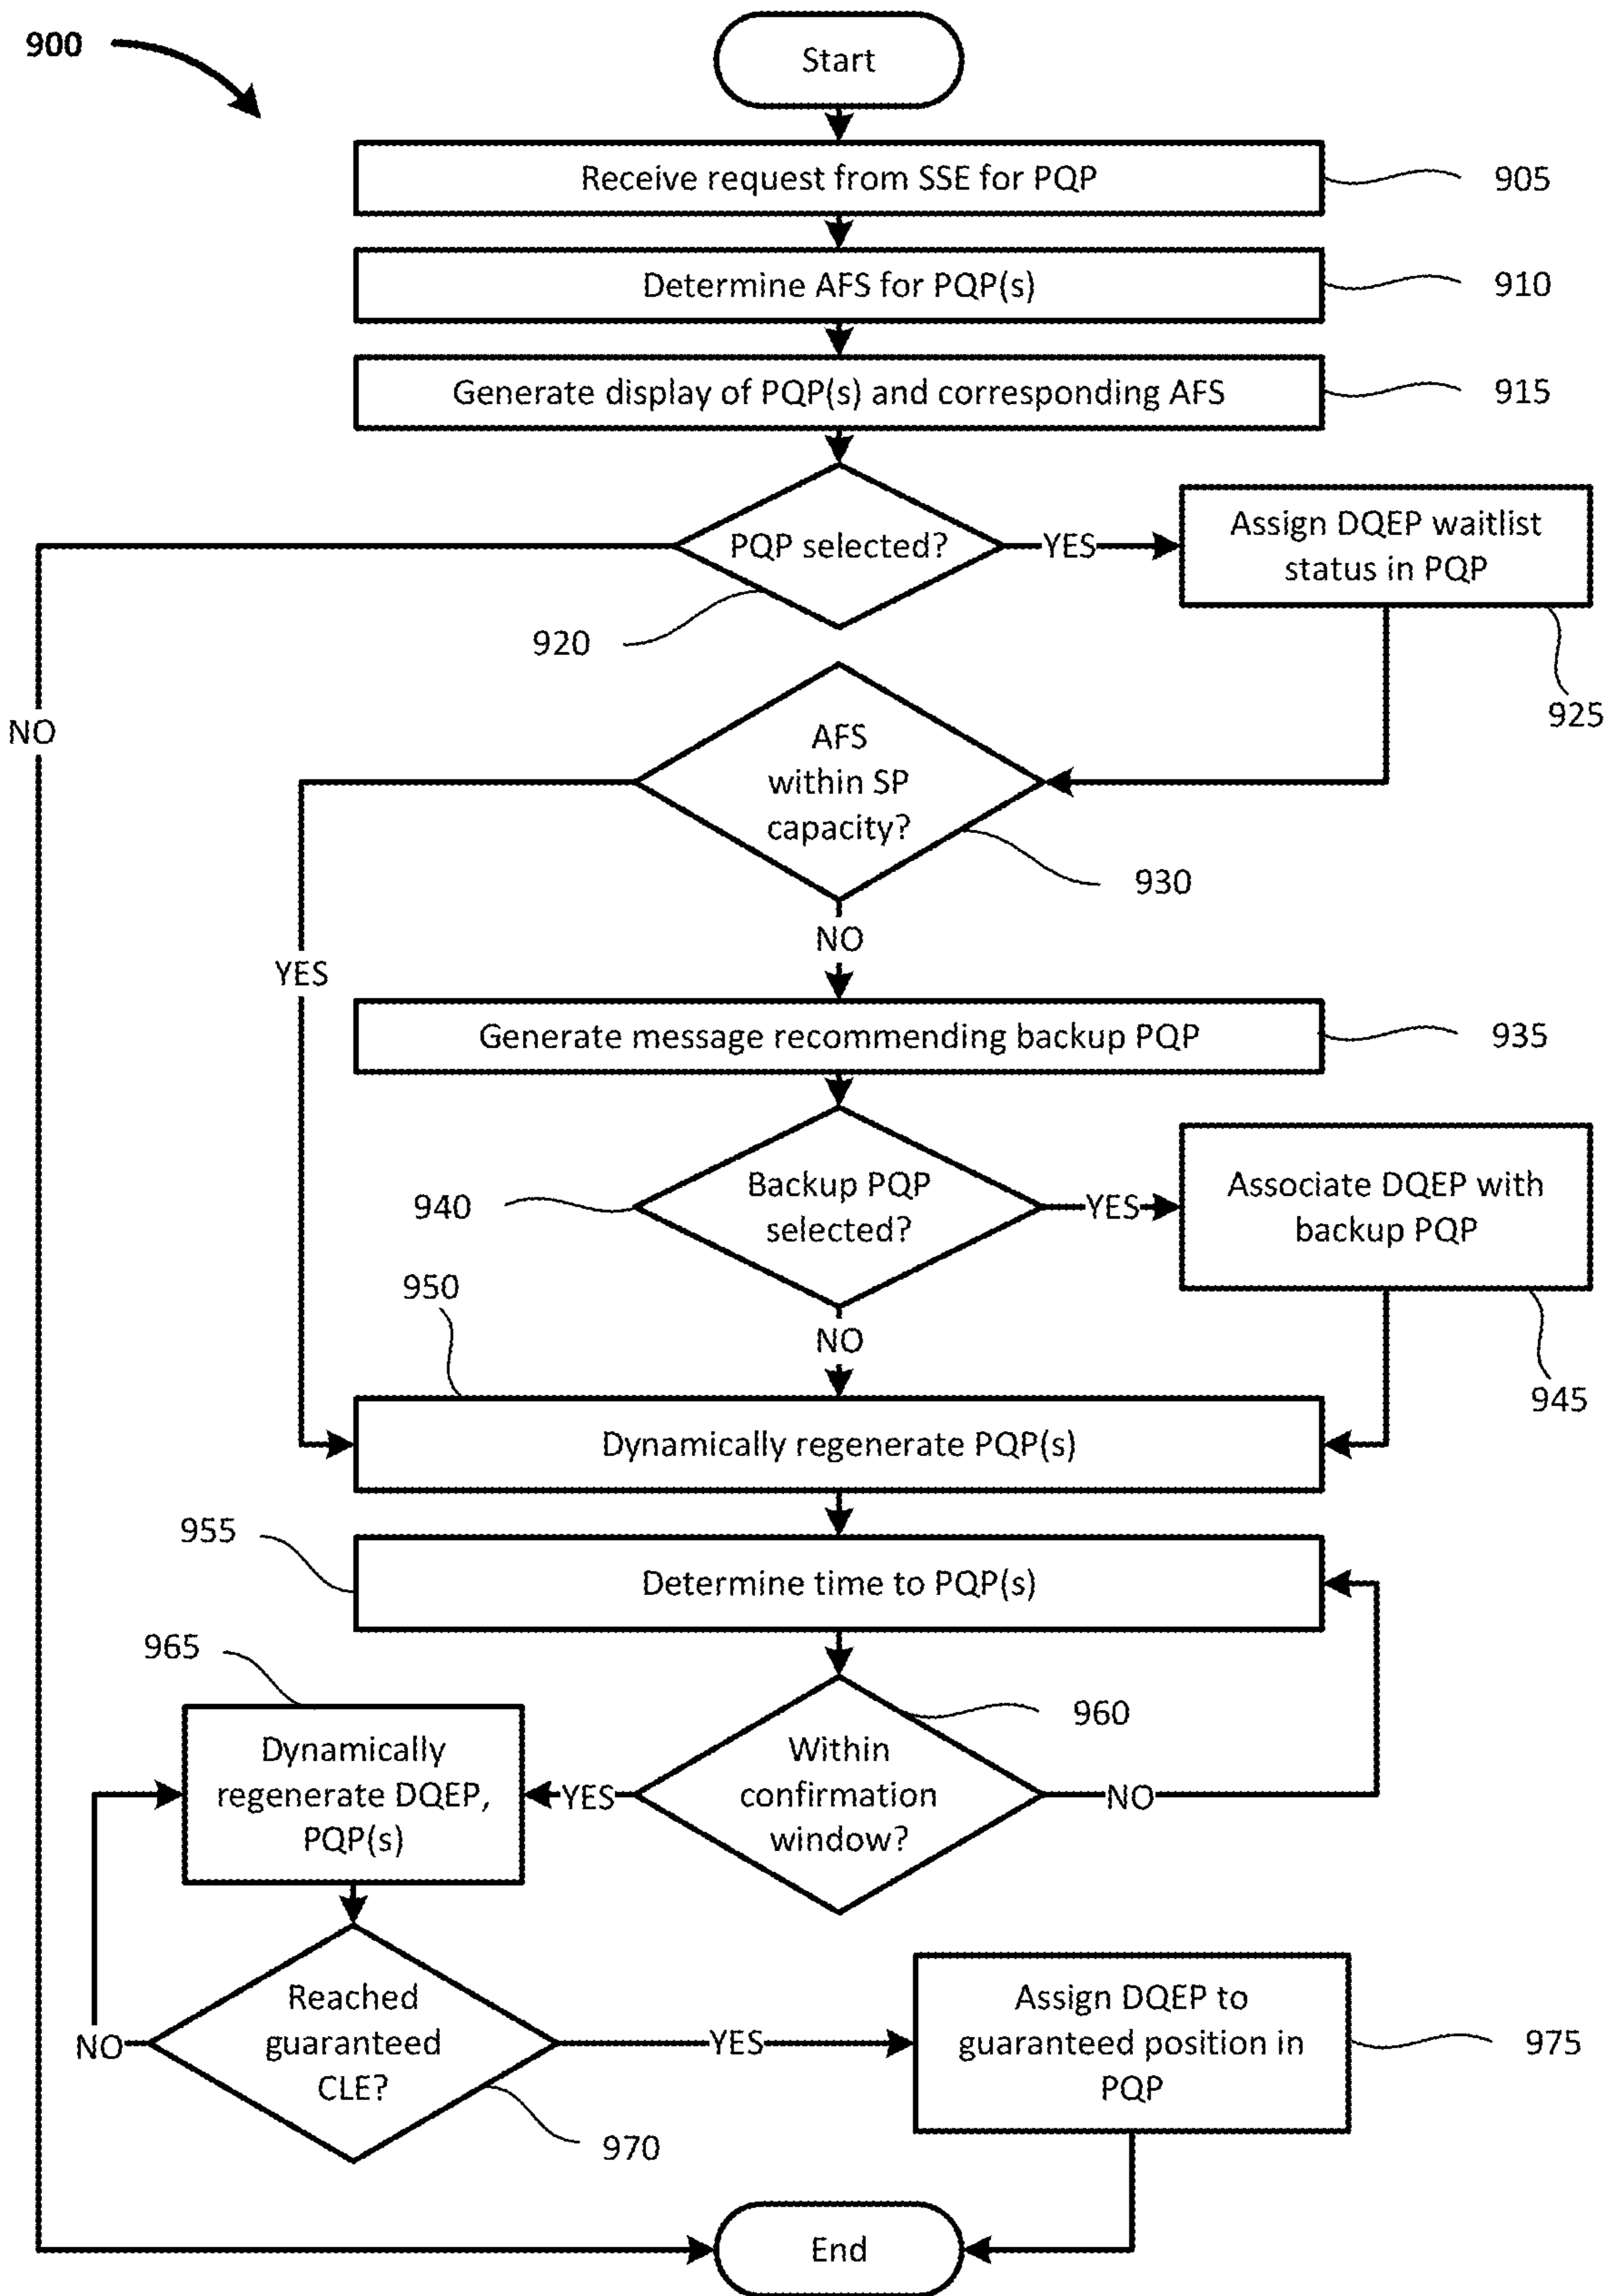 900
Start
Receive request from SSE for PQP
905
Determine AFS for PQP(s)
910
Generate display of PQP(s) and corresponding AFS
915
PQP selected?
YES
Assign DQEP waitlist
status in PQP
920
925
NO
AFS
within SP
capacity?
930
NO
YES
Generate message recommending backup PQP
935
940
Backup PQP
selected?
YES
Associate DQEP with
backup PQP
945
950
NO
Dynamically regenerate PQP(s)
955
Determine time to PQP(s)
965
960
Within
confirmation
window?
NO
YES
Dynamically
regenerate DQEP,
PQP(s)
Reached
guaranteed
CLE?
NO
YES
970
Assign DQEP to
guaranteed position in
PQP
975
End